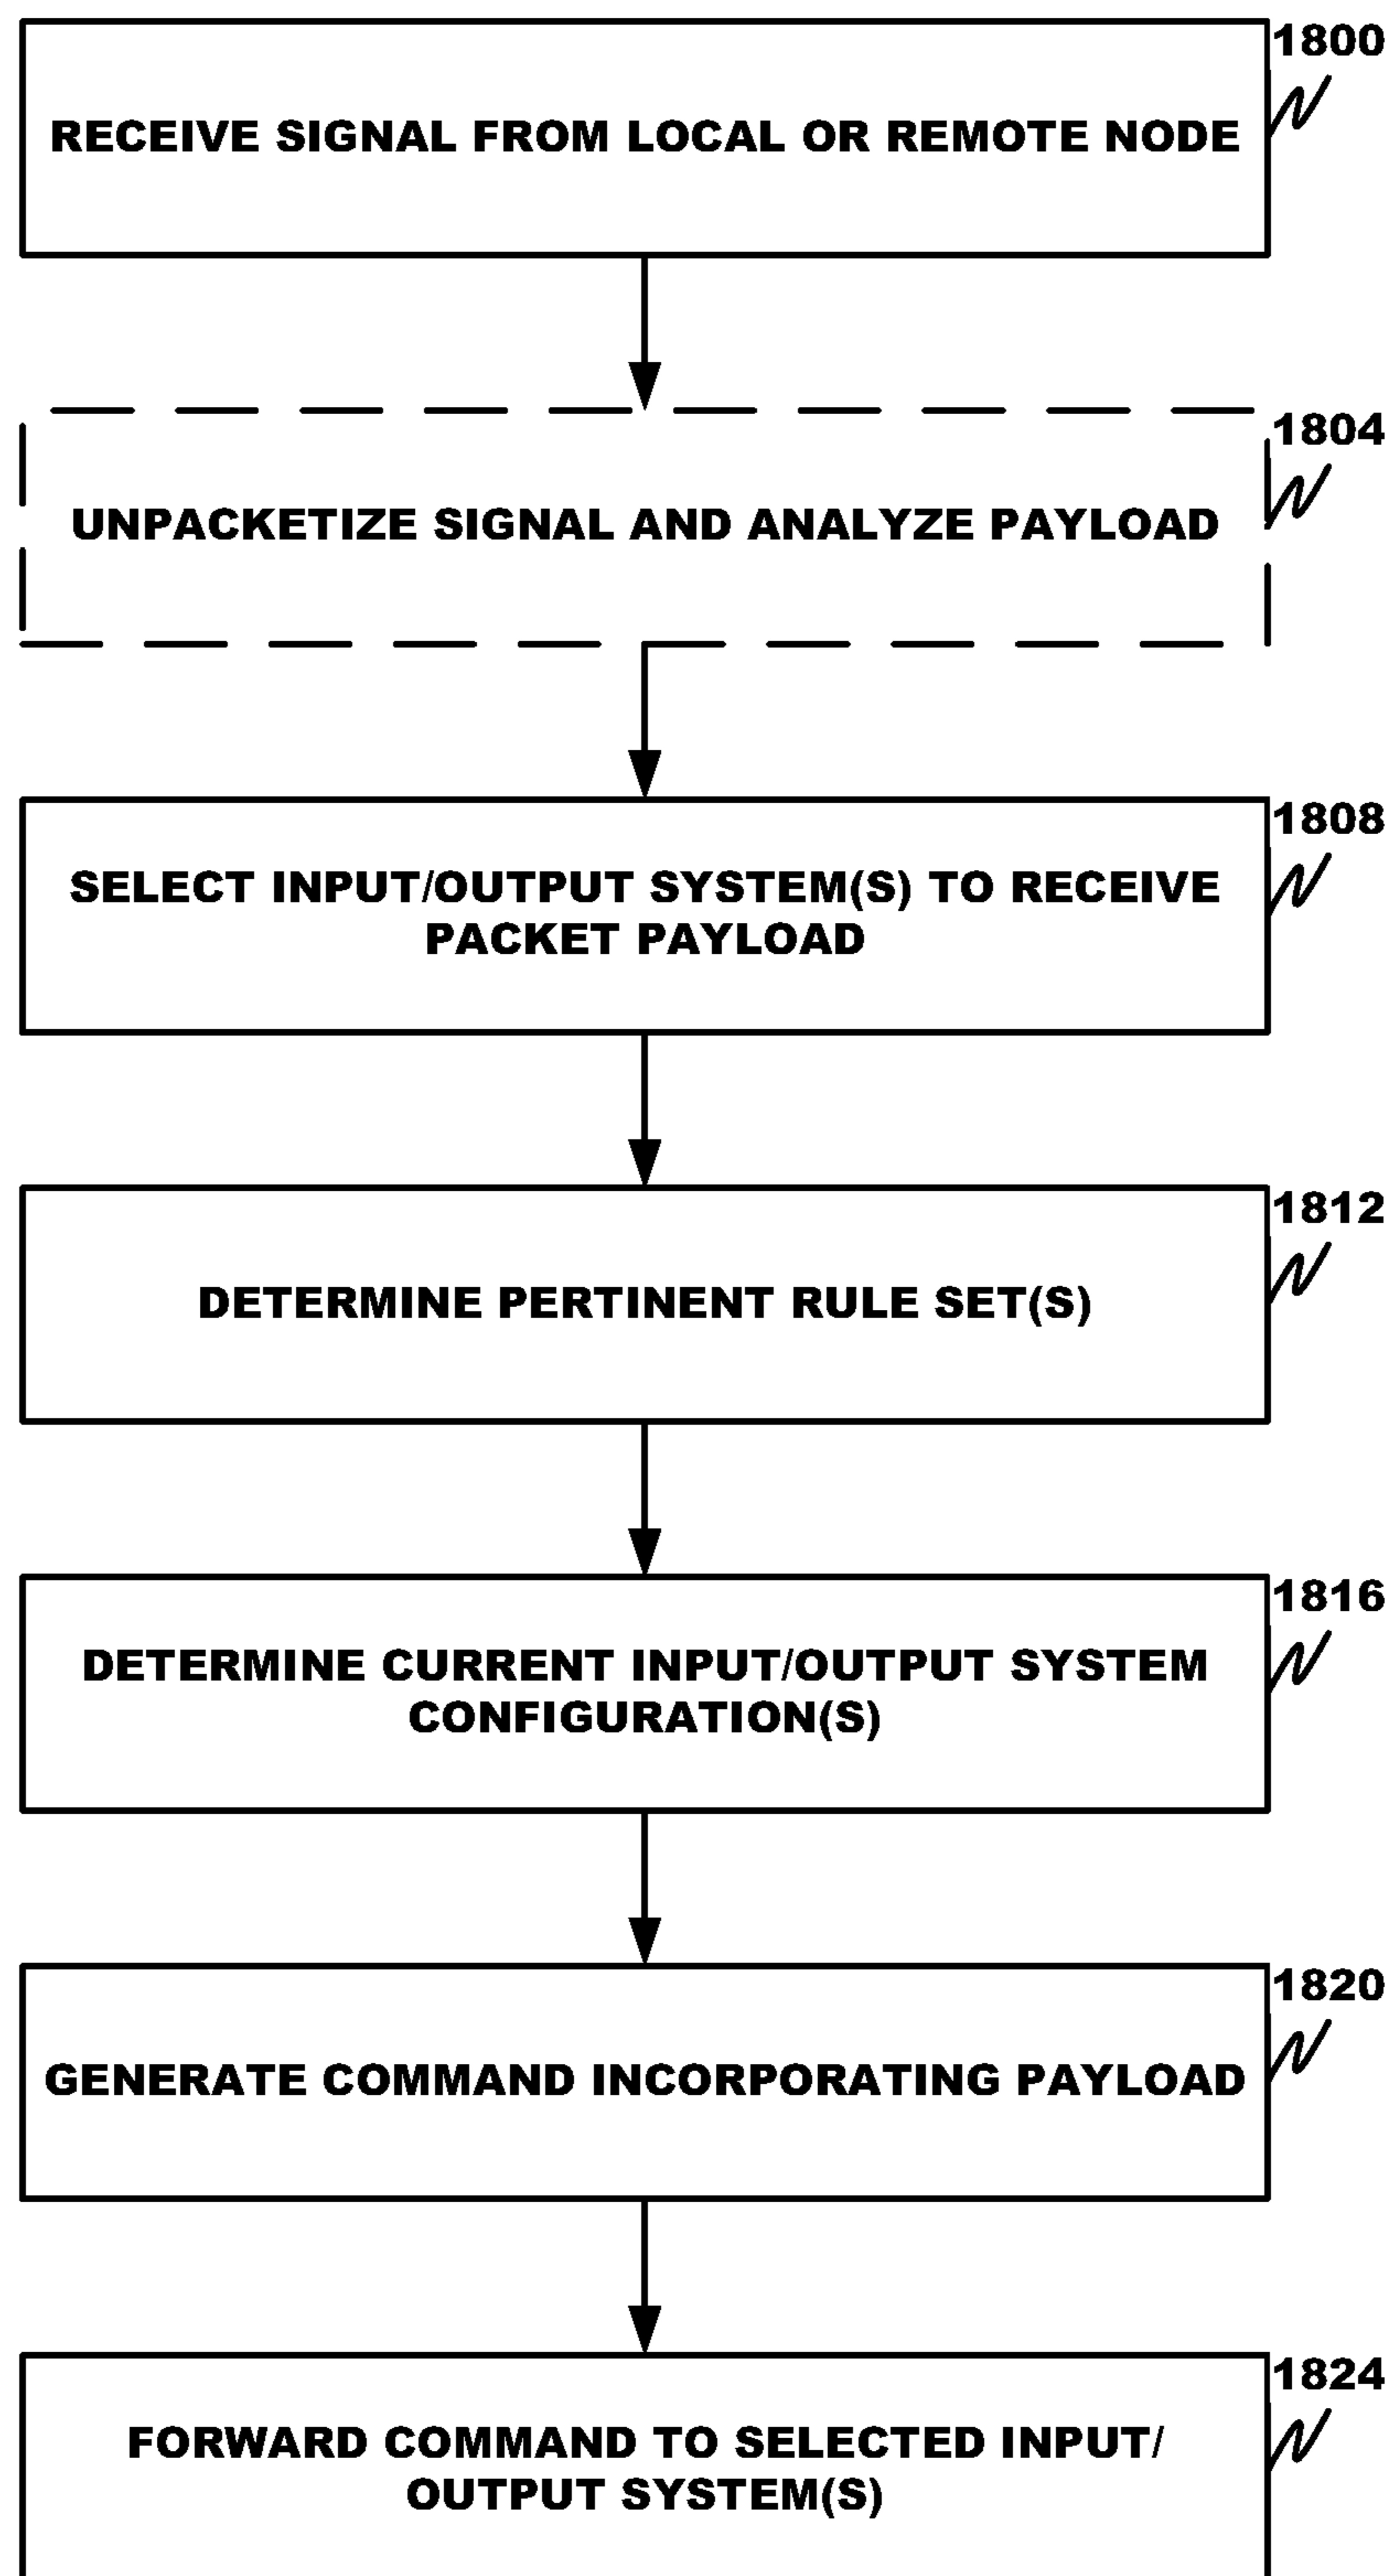 1800
RECEIVE SIGNAL FROM LOCAL OR REMOTE NODE
1804
UNPACKETIZE SIGNAL AND ANALYZE PAYLOAD
1808
SELECT INPUT/OUTPUT SYSTEM(S) TO RECEIVE
PACKET PAYLOAD
1812
DETERMINE PERTINENT RULE SET(S)
1816
DETERMINE CURRENT INPUT/OUTPUT SYSTEM
CONFIGURATION(S)
1820
GENERATE COMMAND INCORPORATING PAYLOAD
1824
FORWARD COMMAND TO SELECTED INPUT/
OUTPUT SYSTEM(S)